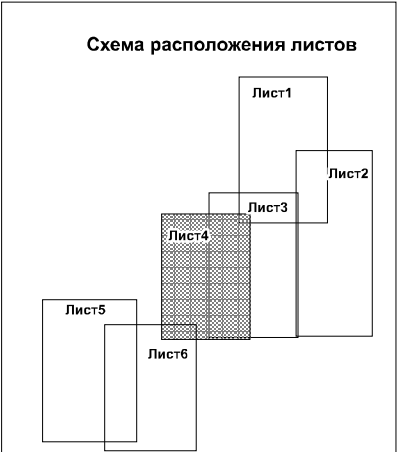 Схема расположения листов
Лист1
Лист2
Лист3
Лист4
Лист5
Лист6